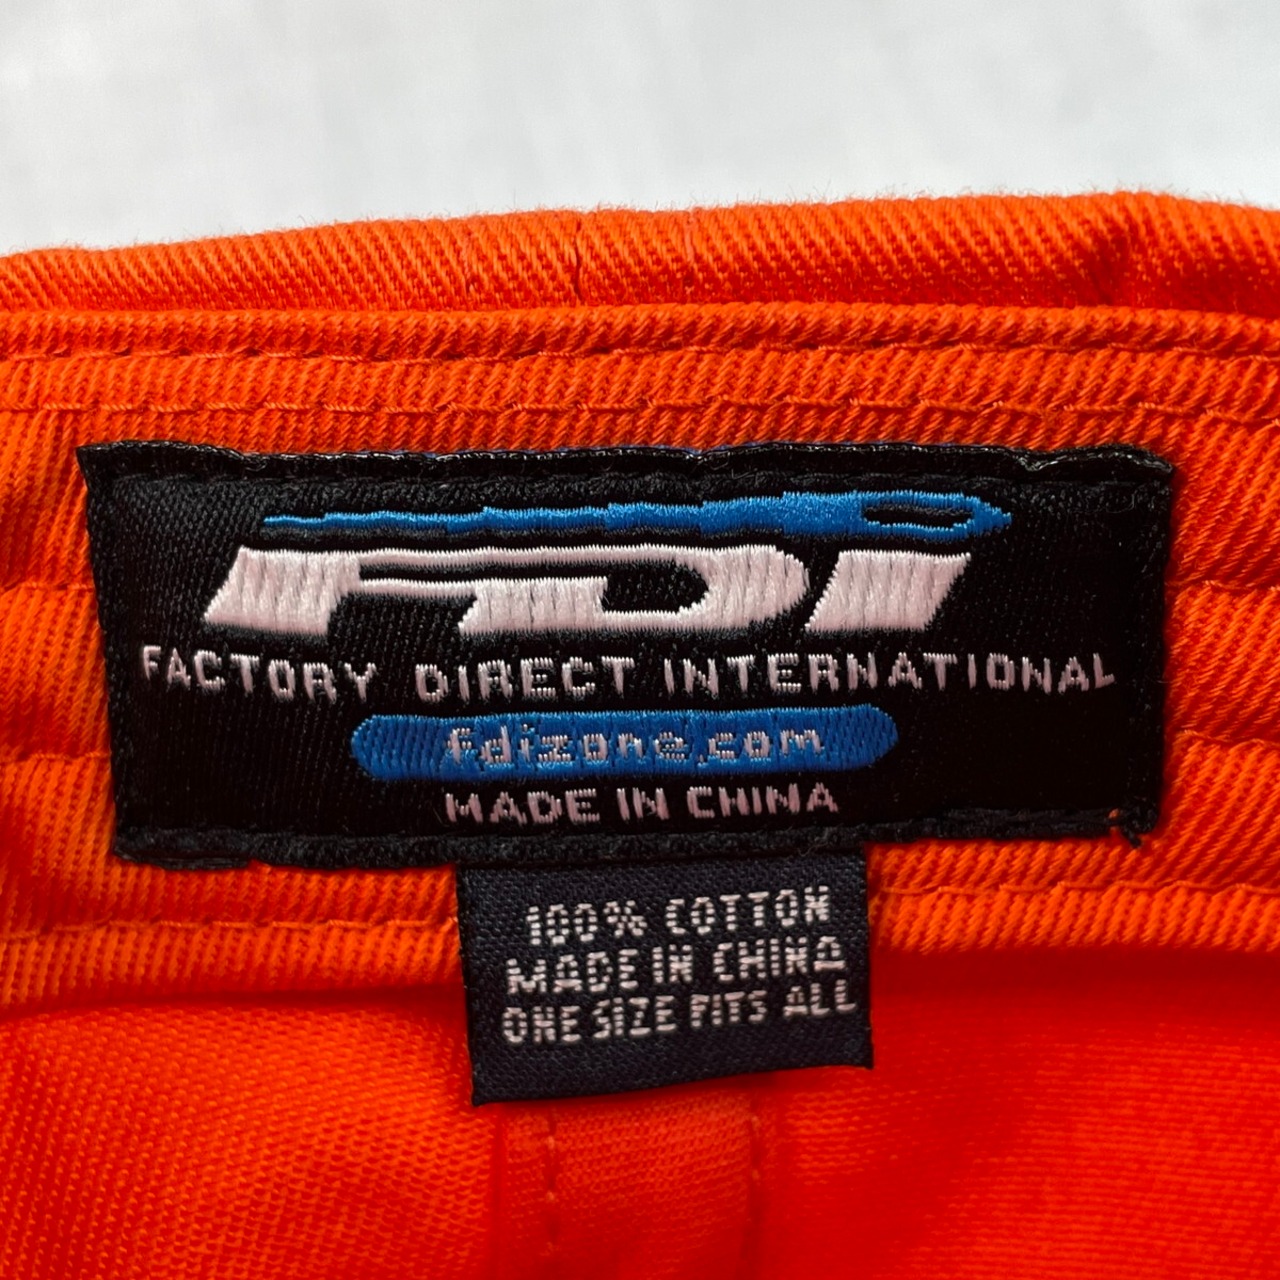 FDI
FACTORY DIRECT INTERNATIONAL
fdizone.com
MADE IN CHINA
100% COTTON
MADE IN CHINA
ONE SIZE FITS ALL